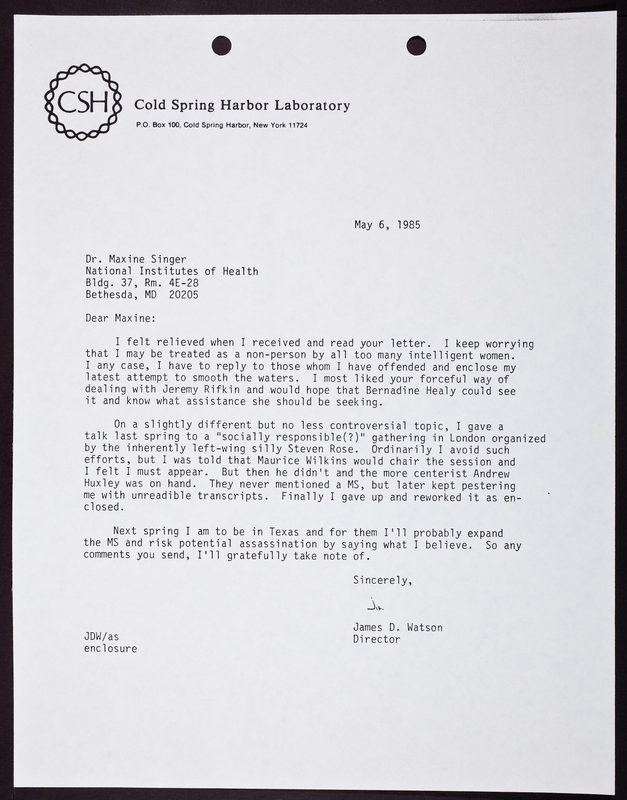 CSH
Cold Spring Harbor Laboratory
P.O. Box 100, Cold Spring Harbor, New York 11724
May 6, 1985
Dr. Maxine Singer
National Institutes of Health
Bldg. 37, Rm. 4E-28
Bethesda, MD 20205
Dear Maxine:
I felt relieved when I received and read your letter. I keep worrying
that I may be treated as a non-person by all too many intelligent women.
I any case, I have to reply to those whom I have offended and enclose my
latest attempt to smooth the waters. I most liked your forceful way of
dealing with Jeremy Rifkin and would hope that Bernadine Healy could see
it and know what assistance she should be seeking.
On a slightly different but no less controversial topic, I gave a
talk last spring to a "socially responsible(?)" gathering in London organized
by the inherently left-wing silly Steven Rose. Ordinarily I avoid such
efforts, but I was told that Maurice Wilkins would chair the session and
I felt I must appear. But then he didn't and the more centerist Andrew
Huxley was on hand. They never mentioned a MS, but later kept pestering
me with unreadible transcripts. Finally I gave up and reworked it as en-
closed.
Next spring I am to be in Texas and for them I'll probably expand
the MS and risk potential assassination by saying what I believe. So any
comments you send, I'll gratefully take note of.
Sincerely,
Jim
James D. Watson
Director
JDW/as
enclosure